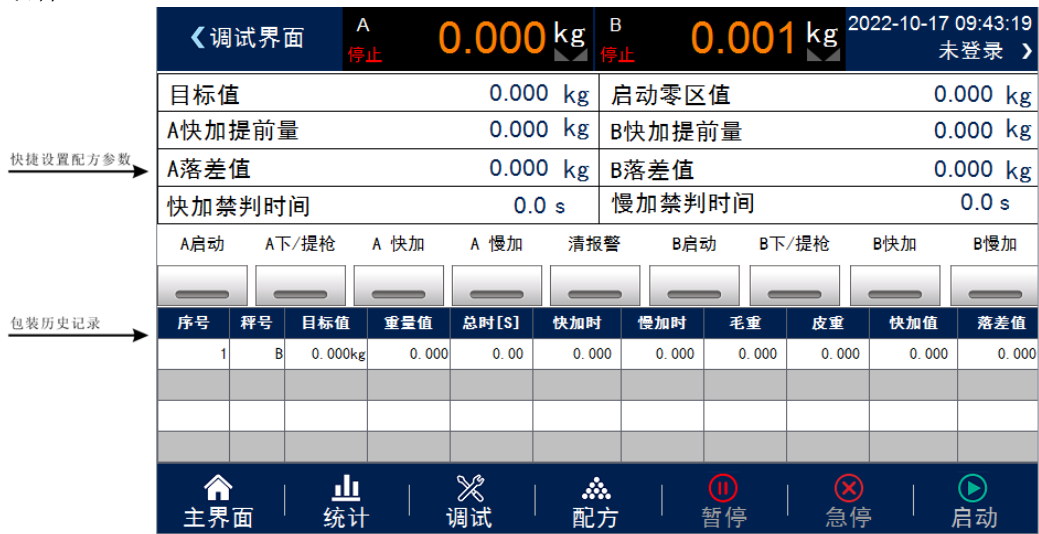 调试界面 A 停止 0.000 kg B 停止 0.001 kg 2022-10-17 09:43:19
未登录
目标值 0.000 kg 启动零区值 0.000 kg
A快加提前量 0.000 kg B快加提前量 0.000 kg
快捷设置配方参数
A落差值 0.000 kg B落差值 0.000 kg
快加禁判时间 0.0 s 慢加禁判时间 0.0 s
A启动 A下/提枪 A 快加 A 慢加 清报警 B启动 B下/提枪 B快加 B慢加
包装历史记录
序号 秤号 目标值 重量值 总时[S] 快加时 慢加时 毛重 皮重 快加值 落差值
1 B 0.000kg 0.000 0.00 0.000 0.000 0.000 0.000 0.000 0.000
主界面 统计 调试 配方 暂停 急停 启动